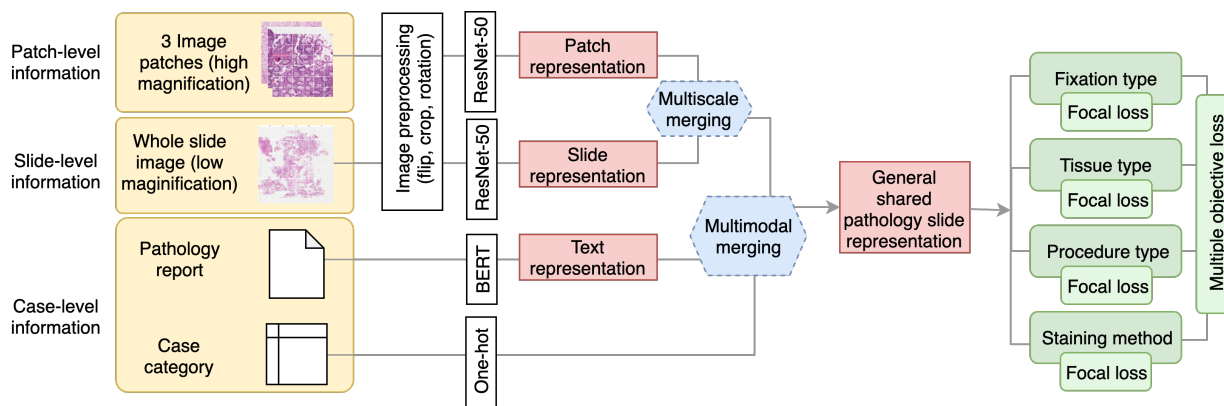 Patch-level
information
3 Image
patches (high
magnification)
Image preprocessing
(flip, crop, rotation)
ResNet-50
Patch
representation
Multiscale
merging
Slide-level
information
Whole slide
image (low
maginification)
ResNet-50
Slide
representation
Case-level
information
Pathology
report
BERT
Text
representation
Multimodal
merging
Case
category
One-hot
General
shared
pathology slide
representation
Fixation type
Focal loss
Tissue type
Focal loss
Procedure type
Focal loss
Staining method
Focal loss
Multiple objective loss